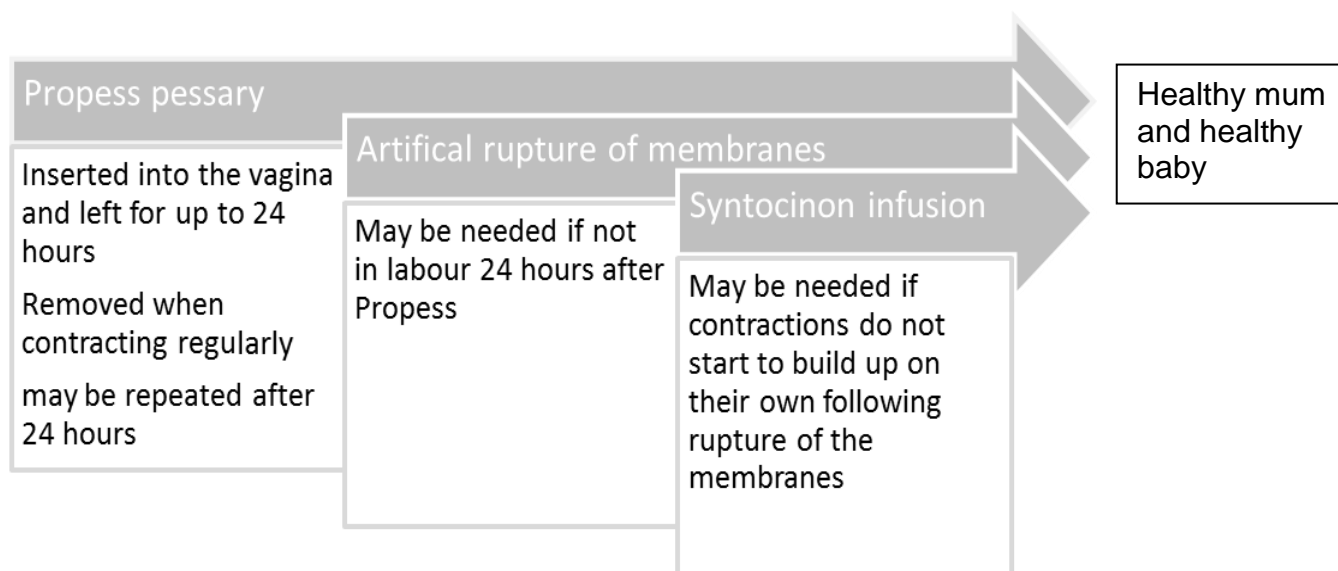 Propess pessary
Inserted into the vagina
and left for up to 24
hours
Removed when
contracting regularly
may be repeated after
24 hours
Artifical rupture of membranes
May be needed if not
in labour 24 hours after
Propess
Syntocinon infusion
May be needed if
contractions do not
start to build up on
their own following
rupture of the
membranes
Healthy mum
and healthy
baby